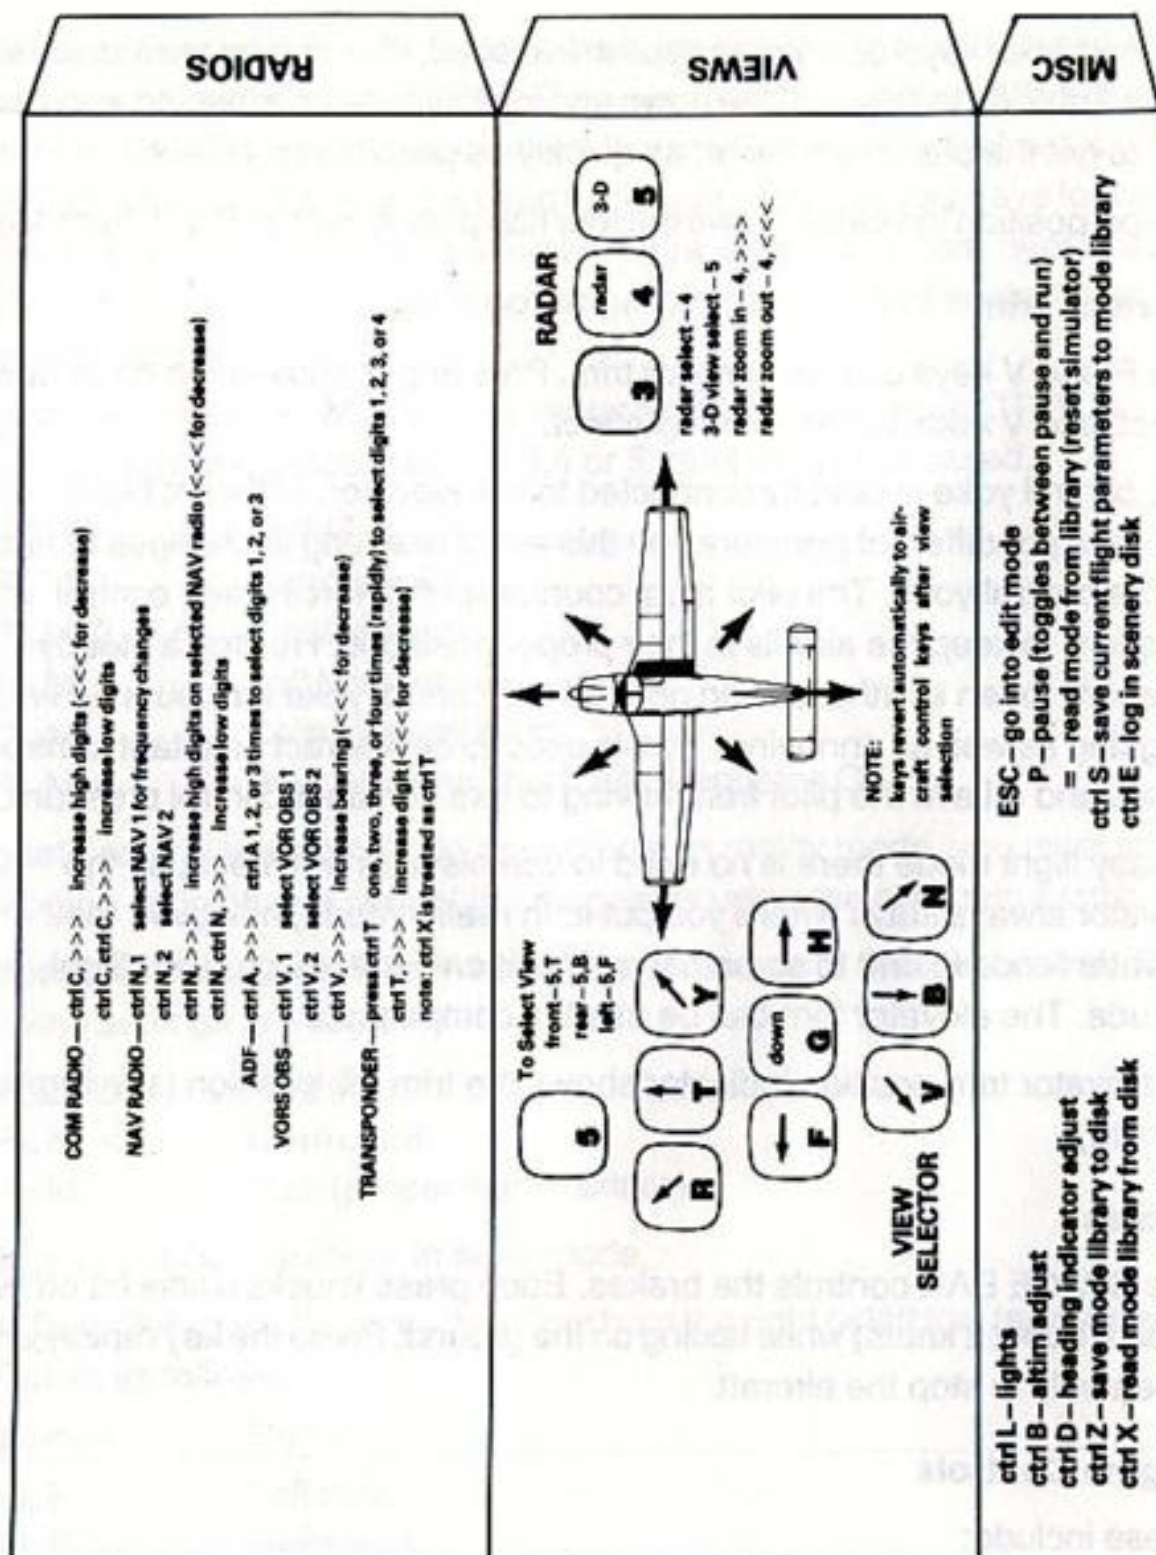 RADIOS
COM RADIO — ctrl C, > > > increase high digits (< < < for decrease)
ctrl C, ctrl C, > > > increase low digits
NAV RADIO — ctrl N, 1 select NAV 1 for frequency changes
ctrl N, 2 select NAV 2
ctrl N, > > > increase high digits on selected NAV radio (< < < for decrease)
ctrl N, ctrl N, > > > increase low digits
ADF — ctrl A, > > > ctrl A 1, 2, or 3 times to select digits 1, 2, or 3
VORS OBS — ctrl V, 1 select VOR OBS 1
ctrl V, 2 select VOR OBS 2
ctrl V, > > > increase bearing (< < < for decrease)
TRANSPONDER — press ctrl T one, two, three, or four times (rapidly) to select digits 1, 2, 3, or 4
ctrl T, > > > increase digit (< < < for decrease)
note: ctrl X is treated as ctrl T
VIEWS
5
To Select View
front – 5, T
rear – 5, B
left – 5, F
R
T
Y
F
down
G
H
V
B
N
VIEW
SELECTOR
NOTE:
keys revert automatically to air-
craft control keys after view
selection
RADAR
3
radar
4
3-D
5
radar select – 4
3-D view select – 5
radar zoom in – 4, > > >
radar zoom out – 4, < < <
MISC
ctrl L – lights
ctrl B – altim adjust
ctrl D – heading indicator adjust
ctrl Z – save mode library to disk
ctrl X – read mode library from disk
ESC – go into edit mode
P – pause (toggles between pause and run)
= – read mode from library (reset simulator)
ctrl S – save current flight parameters to mode library
ctrl E – log in scenery disk